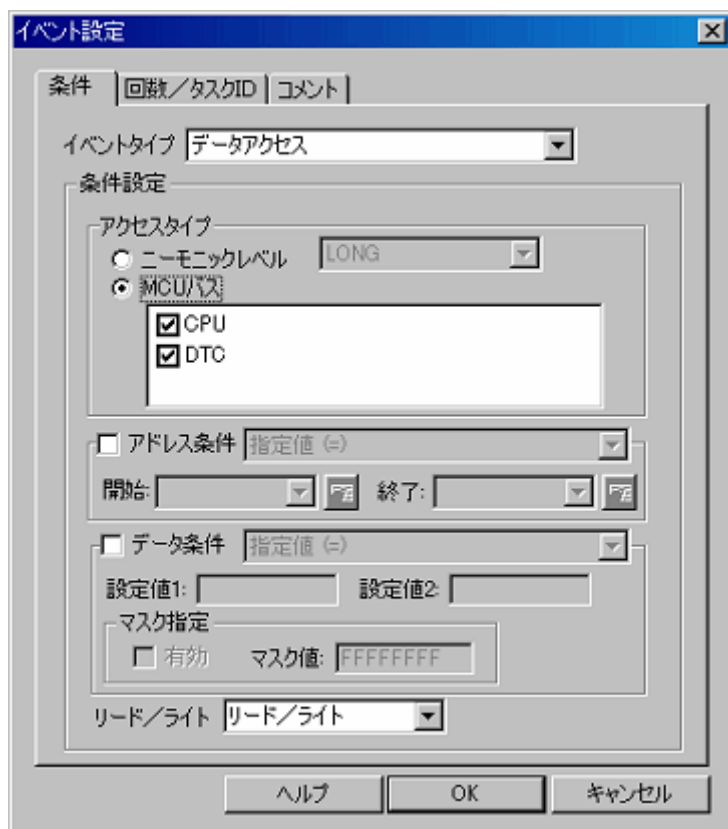 イベント設定
条件 回数／タスクID コメント
イベントタイプ データアクセス
条件設定
アクセスタイプ
ニーモニックレベル LONG
MCUバス
CPU
DTC
アドレス条件 指定値 (=)
開始: 終了:
データ条件 指定値 (=)
設定値1: 設定値2:
マスク指定
有効 マスク値: FFFFFFFF
リード／ライト リード／ライト
ヘルプ OK キャンセル